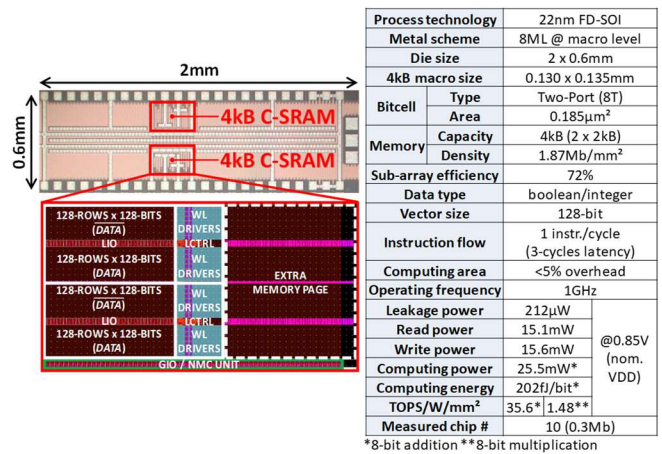 2mm
0.6mm
4kB C-SRAM
4kB C-SRAM
128-ROWS x 128-BITS
(DATA)
LIO
128-ROWS x 128-BITS
(DATA)
128-ROWS x 128-BITS
(DATA)
LIO
128-ROWS x 128-BITS
(DATA)
WL
DRIVERS
LCTRL
WL
DRIVERS
WL
DRIVERS
LCTRL
WL
DRIVERS
EXTRA
MEMORY PAGE
GIO / NMC UNIT
Process technology 22nm FD-SOI
Metal scheme 8ML @ macro level
Die size 2 x 0.6mm
4kB macro size 0.130 x 0.135mm
Bitcell Type Two-Port (8T)
Area 0.185µm²
Memory Capacity 4kB (2 x 2kB)
Density 1.87Mb/mm²
Sub-array efficiency 72%
Data type boolean/integer
Vector size 128-bit
Instruction flow 1 instr./cycle
(3-cycles latency)
Computing area <5% overhead
Operating frequency 1GHz
Leakage power 212µW
Read power 15.1mW
Write power 15.6mW
Computing power 25.5mW*
Computing energy 202fJ/bit*
TOPS/W/mm² 35.6* 1.48**
@0.85V
(nom.
VDD)
Measured chip # 10 (0.3Mb)
*8-bit addition **8-bit multiplication